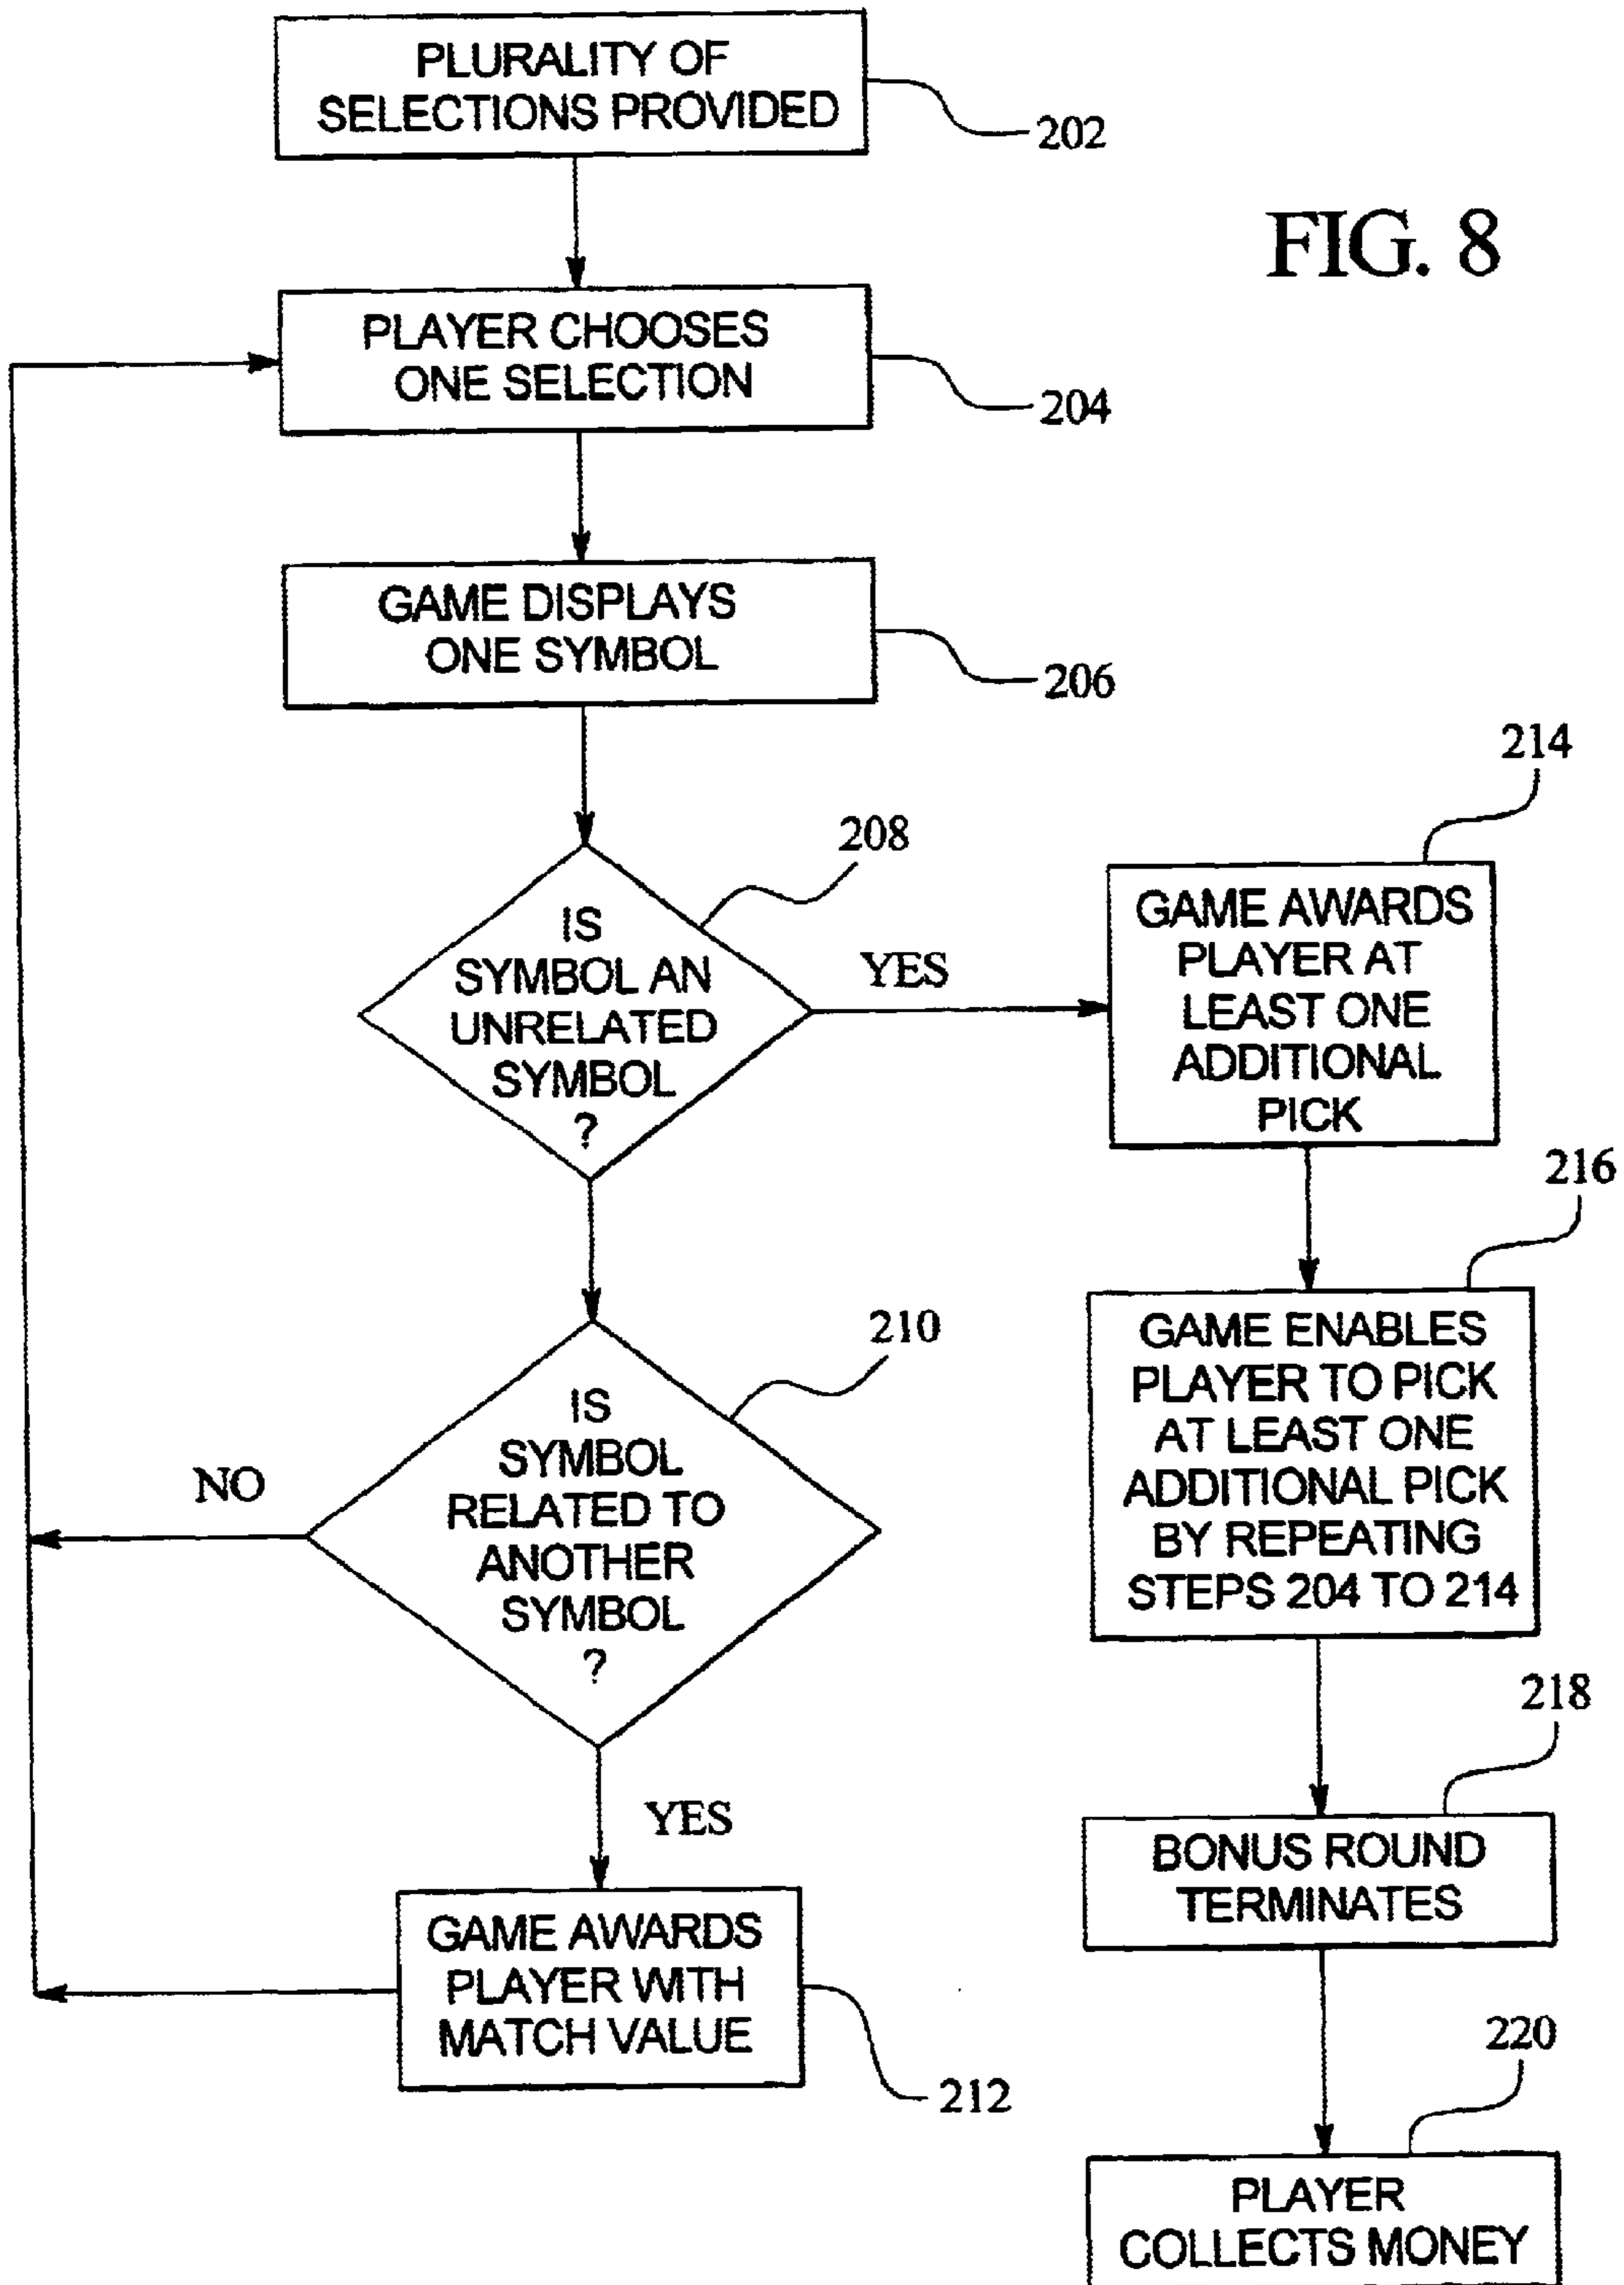 PLURALITY OF
SELECTIONS PROVIDED
202
FIG. 8
PLAYER CHOOSES
ONE SELECTION
204
GAME DISPLAYS
ONE SYMBOL
206
208
IS
SYMBOL AN
UNRELATED
SYMBOL
?
YES
214
GAME AWARDS
PLAYER AT
LEAST ONE
ADDITIONAL
PICK
210
IS
SYMBOL
RELATED TO
ANOTHER
SYMBOL
?
NO
YES
216
GAME ENABLES
PLAYER TO PICK
AT LEAST ONE
ADDITIONAL PICK
BY REPEATING
STEPS 204 TO 214
GAME AWARDS
PLAYER WITH
MATCH VALUE
212
218
BONUS ROUND
TERMINATES
220
PLAYER
COLLECTS MONEY